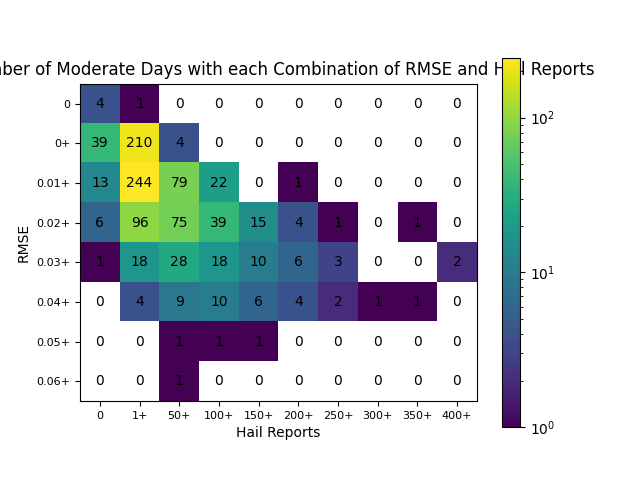 of Moderate Days with each Combination of RMSE and Reports
0 4 1 0 0 0 0 0 0 0 0
0+ 39 210 4 0 0 0 0 0 0 0
0.01+ 13 244 79 22 0 1 0 0 0 0
0.02+ 6 96 75 39 15 4 1 0 1 0
0.03+ 1 18 28 18 10 6 3 0 0 2
0.04+ 0 4 9 10 6 4 2 1 1 0
0.05+ 0 0 1 1 1 0 0 0 0 0
0.06+ 0 0 1 0 0 0 0 0 0 0
0 1+ 50+ 100+ 150+ 200+ 250+ 300+ 350+ 400+
Hail Reports
RMSE
10²
10¹
10⁰